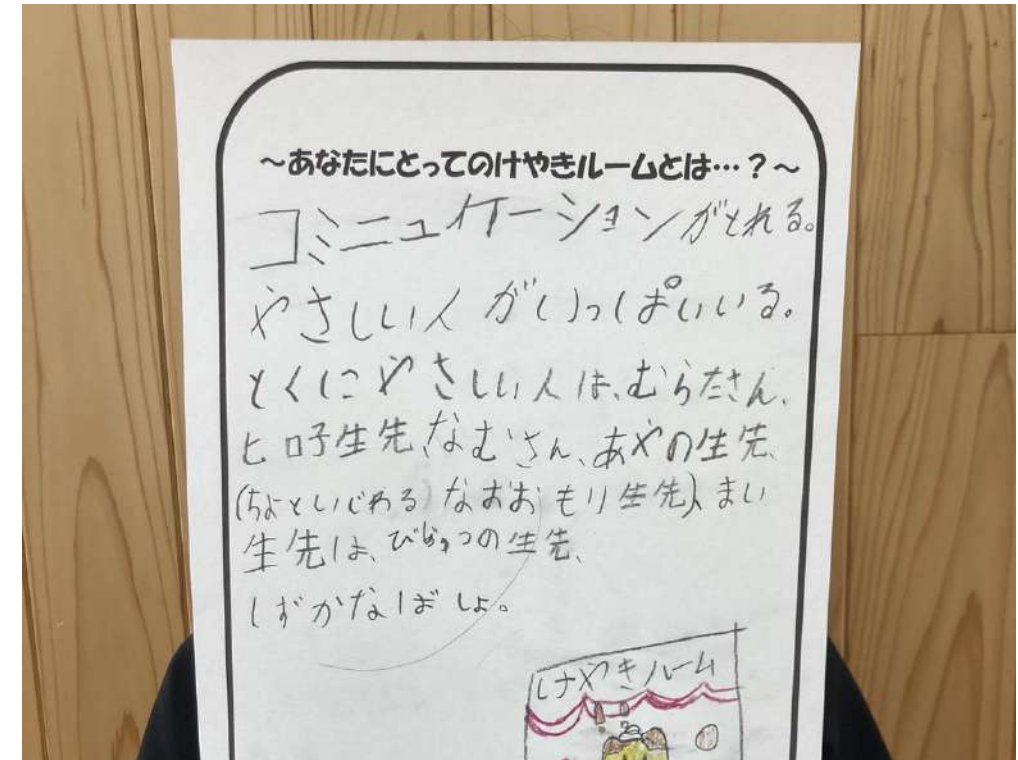 ～あなたにとってのけやきルームとは…？～
コミニュケーションがとれる。
やさしい人がいっぱいいる。
とくにやさしい人は、むらたさん、
ヒロ子生先、なむさん、あやの生先、
(ちょといじわる)なおおもり生先)、まい
生先は、びじゅつの生先、
しずかなばしょ。
けやきルーム